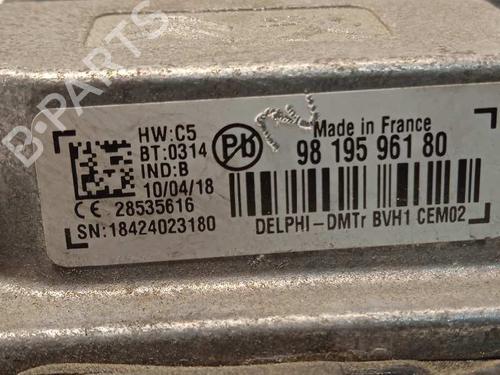 B-PARTS
HW:C5
BT:0314
IND:B
10/04/18
CE 28535616
SN:18424023180
Pb
Made in France
98 195 961 80
DELPHI-DMTr BVH1 CEM02